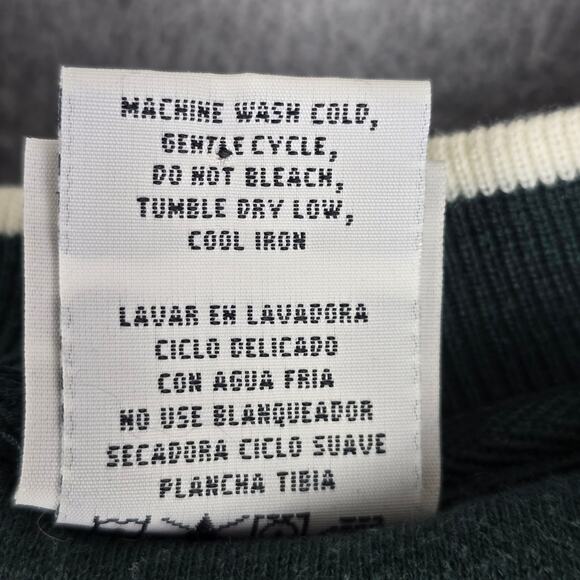 MACHINE WASH COLD,
GENTLE CYCLE,
DO NOT BLEACH,
TUMBLE DRY LOW,
COOL IRON
LAVAR EN LAVADORA
CICLO DELICADO
CON AGUA FRIA
NO USE BLANQUEADOR
SECADORA CICLO SUAVE
PLANCHA TIBIA